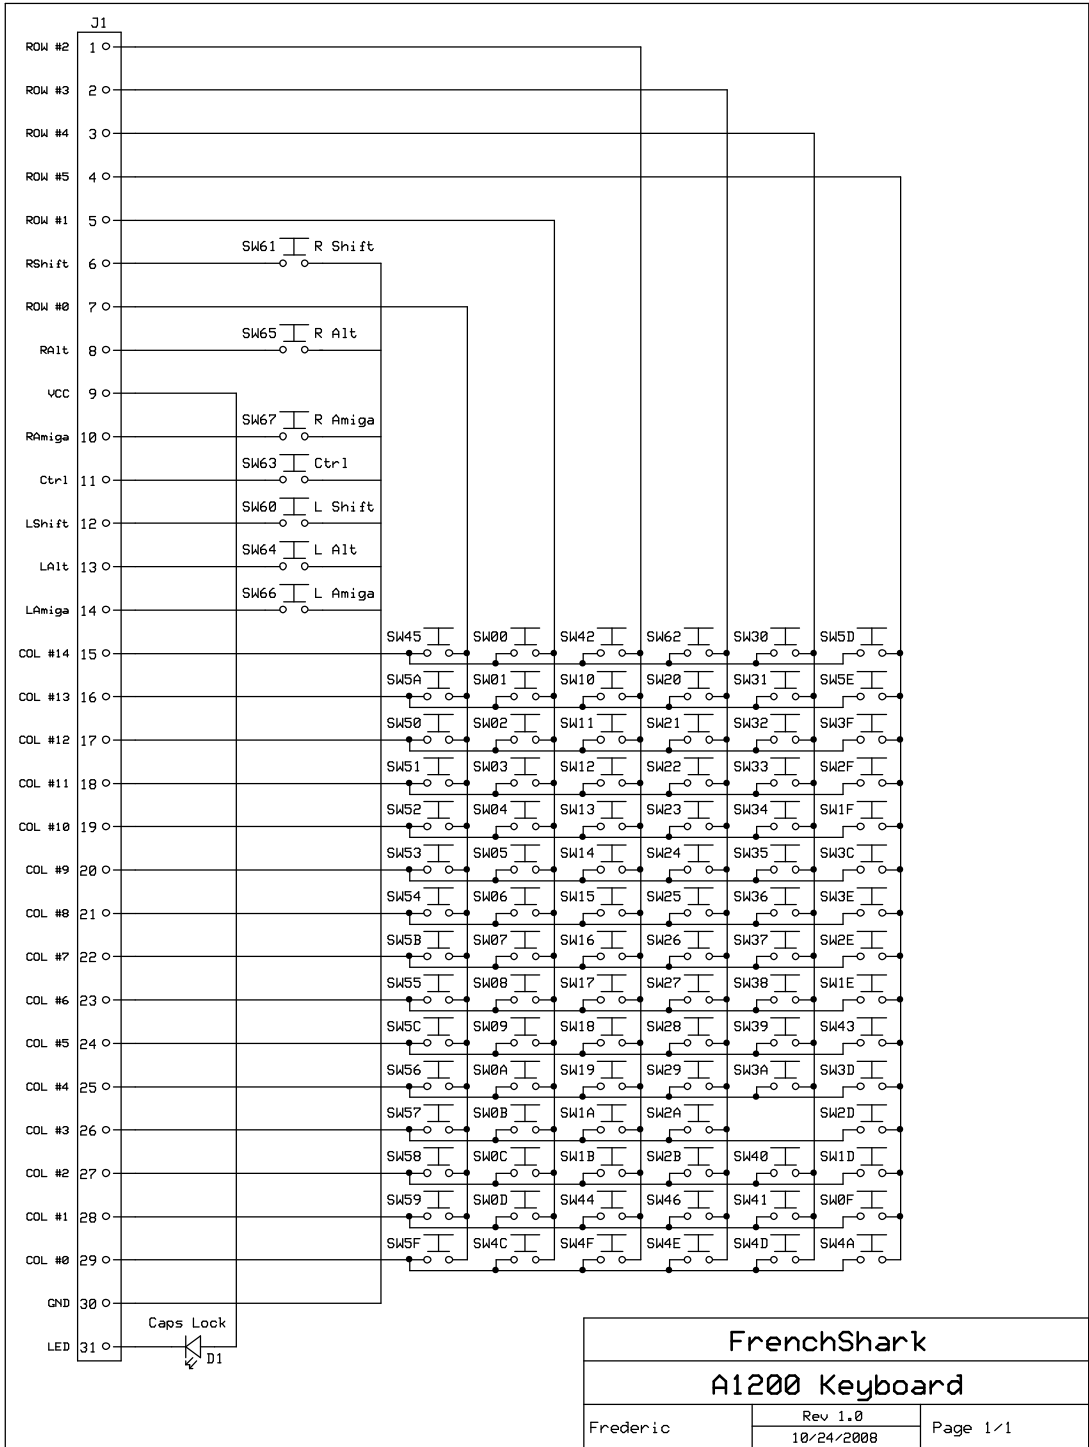 J1
ROW #2 1
ROW #3 2
ROW #4 3
ROW #5 4
ROW #1 5
SW61 R Shift
RShift 6
ROW #0 7
SW65 R Alt
RAlt 8
VCC 9
SW67 R Amiga
RAmiga 10
SW63 Ctrl
Ctrl 11
SW60 L Shift
LShift 12
SW64 L Alt
LAlt 13
SW66 L Amiga
LAmiga 14
SW45 SW00 SW42 SW62 SW30 SW5D
COL #14 15
SW5A SW01 SW10 SW20 SW31 SW5E
COL #13 16
SW50 SW02 SW11 SW21 SW32 SW3F
COL #12 17
SW51 SW03 SW12 SW22 SW33 SW2F
COL #11 18
SW52 SW04 SW13 SW23 SW34 SW1F
COL #10 19
SW53 SW05 SW14 SW24 SW35 SW3C
COL #9 20
SW54 SW06 SW15 SW25 SW36 SW3E
COL #8 21
SW5B SW07 SW16 SW26 SW37 SW2E
COL #7 22
SW55 SW08 SW17 SW27 SW38 SW1E
COL #6 23
SW5C SW09 SW18 SW28 SW39 SW43
COL #5 24
SW56 SW0A SW19 SW29 SW3A SW3D
COL #4 25
SW57 SW0B SW1A SW2A SW2D
COL #3 26
SW58 SW0C SW1B SW2B SW40 SW1D
COL #2 27
SW59 SW0D SW44 SW46 SW41 SW0F
COL #1 28
SW5F SW4C SW4F SW4E SW4D SW4A
COL #0 29
GND 30
Caps Lock
LED 31
D1
FrenchShark
A1200 Keyboard
Frederic
Rev 1.0
10/24/2008
Page 1/1